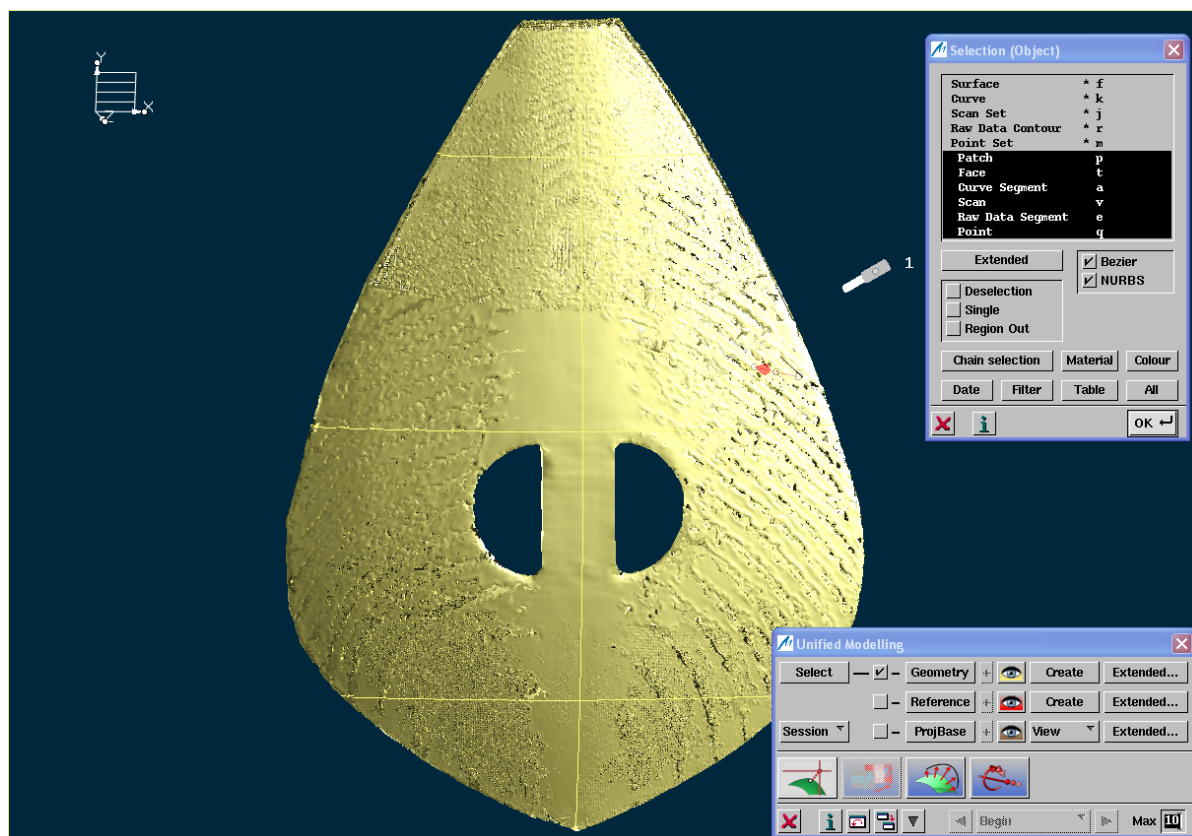 Y
X
Z
1
Selection (Object)
Surface * f
Curve * k
Scan Set * j
Raw Data Contour * r
Point Set * m
Patch p
Face t
Curve Segment a
Scan v
Raw Data Segment e
Point q
Extended
Bezier
NURBS
Deselection
Single
Region Out
Chain selection Material Colour
Date Filter Table All
OK
Unified Modelling
Select Geometry Create Extended...
Reference Create Extended...
Session ProjBase View Extended...
Begin Max 10